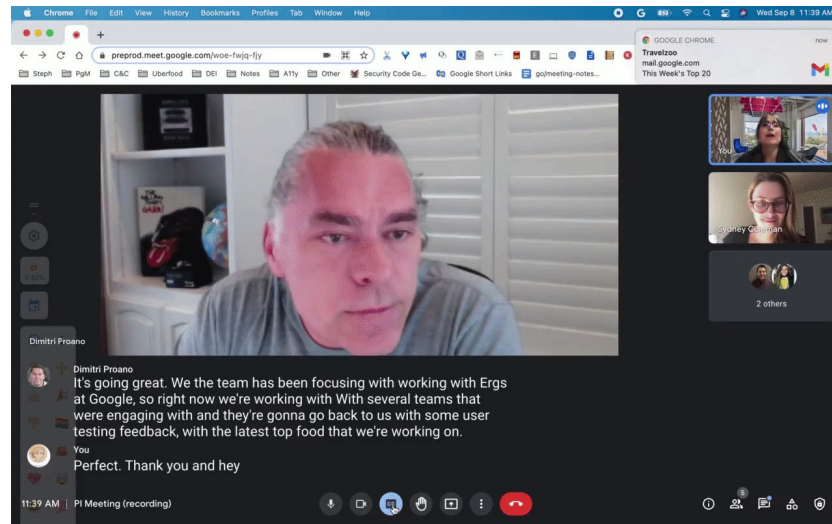 Chrome File Edit View History Bookmarks Profiles Tab Window Help
Wed Sep 8 11:39 AM
preprod.meet.google.com/woe-fwjq-fjy
GOOGLE CHROME
now
Travelzoo
mail.google.com
This Week's Top 20
Steph PgM C&C Uberfood DEI Notes A11y Other Security Code Ge... Google Short Links go/meeting-notes...
You
Sydney Coleman
2 others
Dimitri Proano
Dimitri Proano
It's going great. We the team has been focusing with working with Ergs
at Google, so right now we're working with With several teams that
were engaging with and they're gonna go back to us with some user
testing feedback, with the latest top food that we're working on.
You
Perfect. Thank you and hey
11:39 AM | PI Meeting (recording)
5